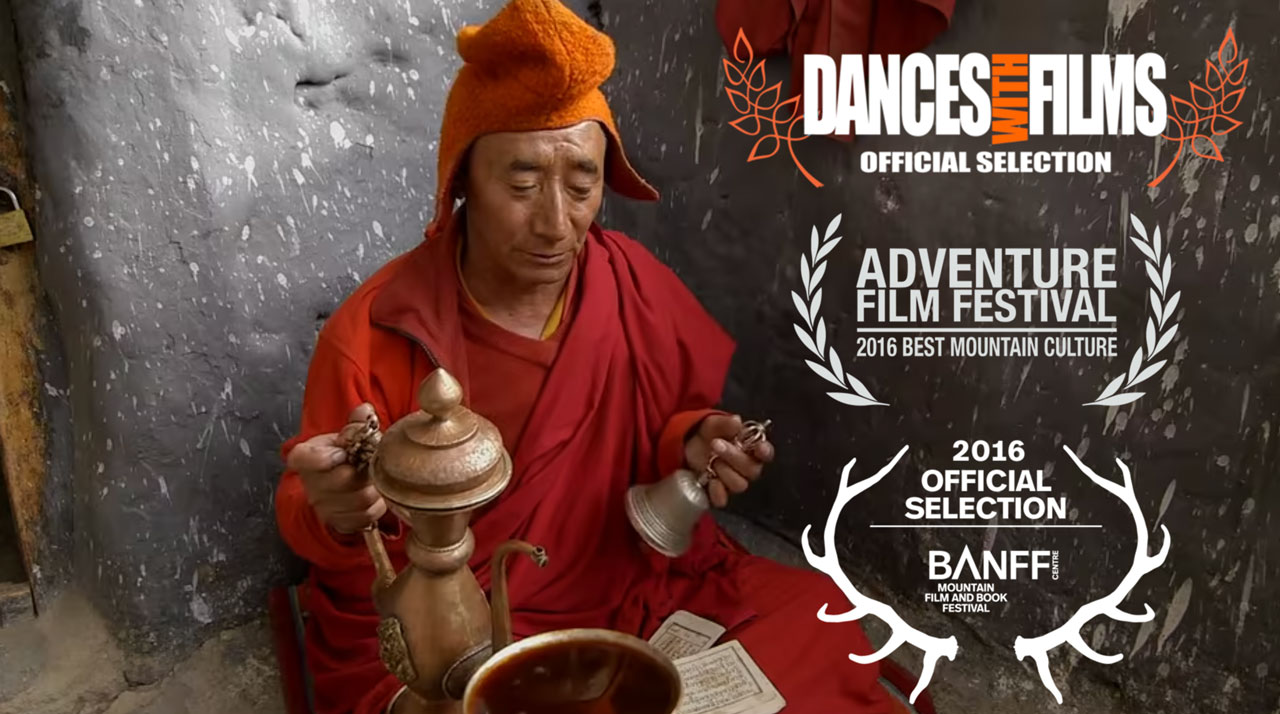 DANCES WITH FILMS
OFFICIAL SELECTION
ADVENTURE
FILM FESTIVAL
2016 BEST MOUNTAIN CULTURE
2016
OFFICIAL
SELECTION
BANFF CENTRE
MOUNTAIN
FILM AND BOOK
FESTIVAL